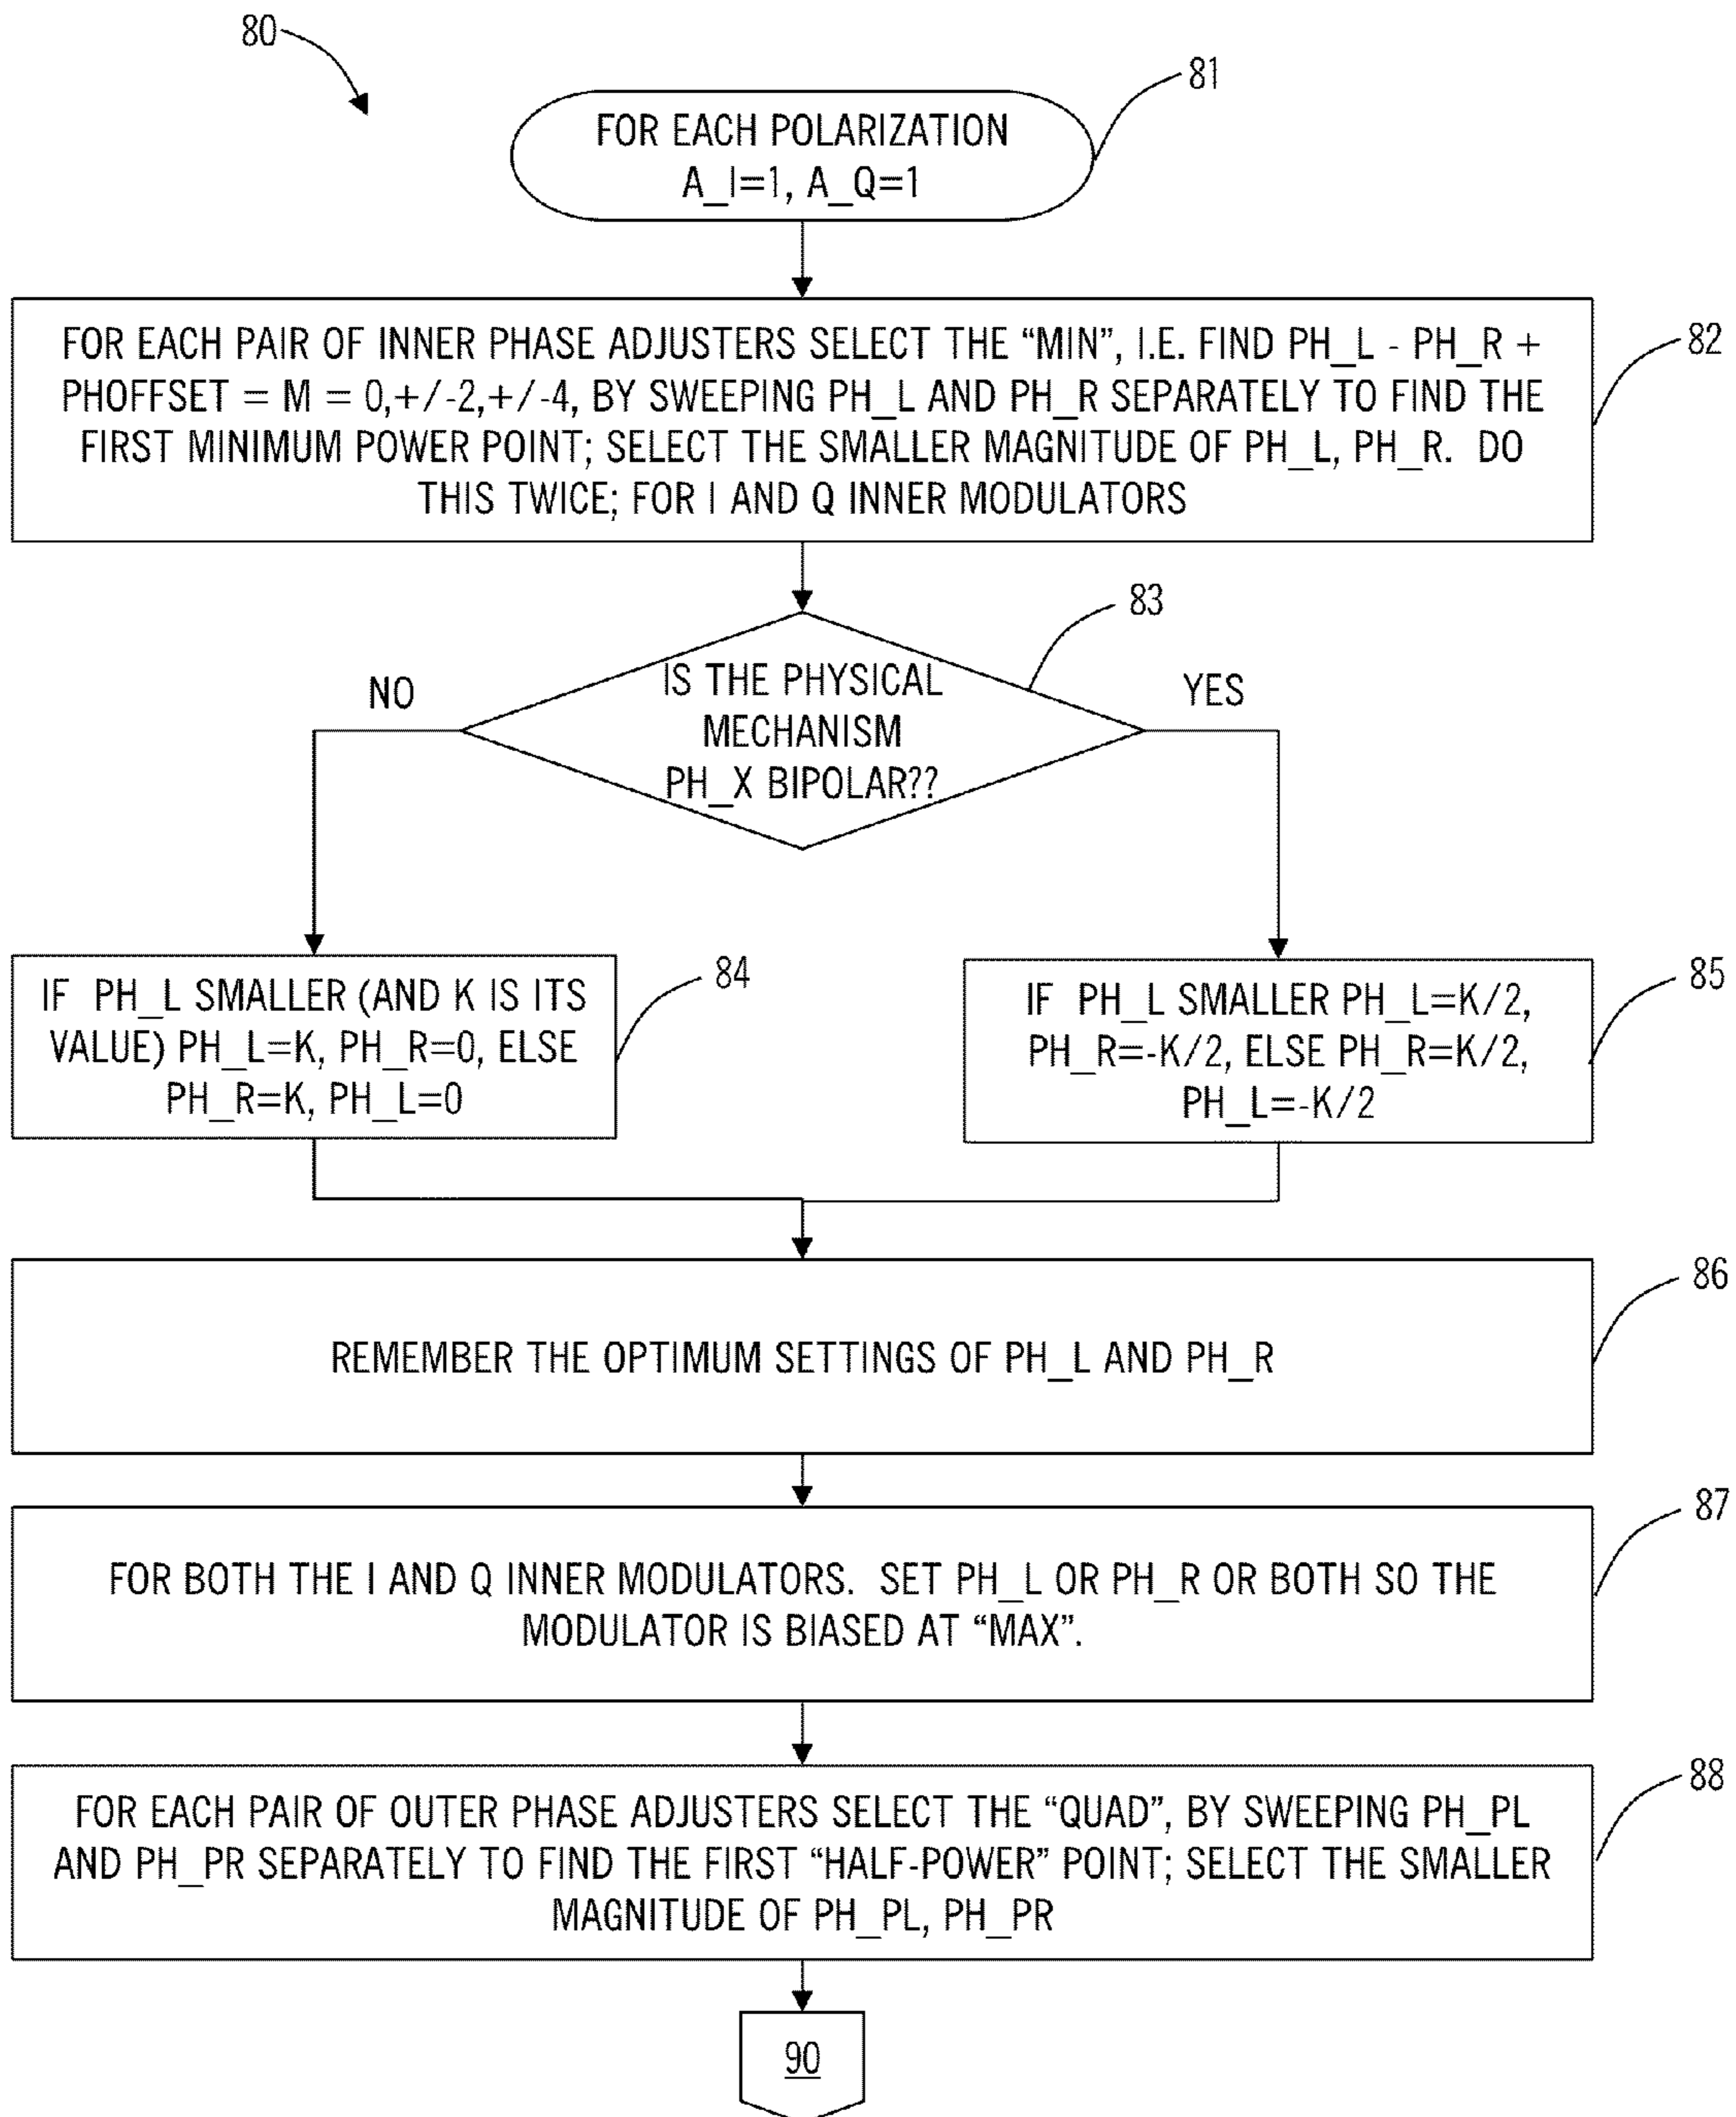 80
81
FOR EACH POLARIZATION
A_I=1, A_Q=1
82
FOR EACH PAIR OF INNER PHASE ADJUSTERS SELECT THE “MIN”, I.E. FIND PH_L - PH_R +
PHOFFSET = M = 0,+/-2,+/-4, BY SWEEPING PH_L AND PH_R SEPARATELY TO FIND THE
FIRST MINIMUM POWER POINT; SELECT THE SMALLER MAGNITUDE OF PH_L, PH_R. DO
THIS TWICE; FOR I AND Q INNER MODULATORS
83
NO
YES
IS THE PHYSICAL
MECHANISM
PH_X BIPOLAR??
84
IF PH_L SMALLER (AND K IS ITS
VALUE) PH_L=K, PH_R=0, ELSE
PH_R=K, PH_L=0
85
IF PH_L SMALLER PH_L=K/2,
PH_R=-K/2, ELSE PH_R=K/2,
PH_L=-K/2
86
REMEMBER THE OPTIMUM SETTINGS OF PH_L AND PH_R
87
FOR BOTH THE I AND Q INNER MODULATORS. SET PH_L OR PH_R OR BOTH SO THE
MODULATOR IS BIASED AT “MAX”.
88
FOR EACH PAIR OF OUTER PHASE ADJUSTERS SELECT THE “QUAD”, BY SWEEPING PH_PL
AND PH_PR SEPARATELY TO FIND THE FIRST “HALF-POWER” POINT; SELECT THE SMALLER
MAGNITUDE OF PH_PL, PH_PR
90